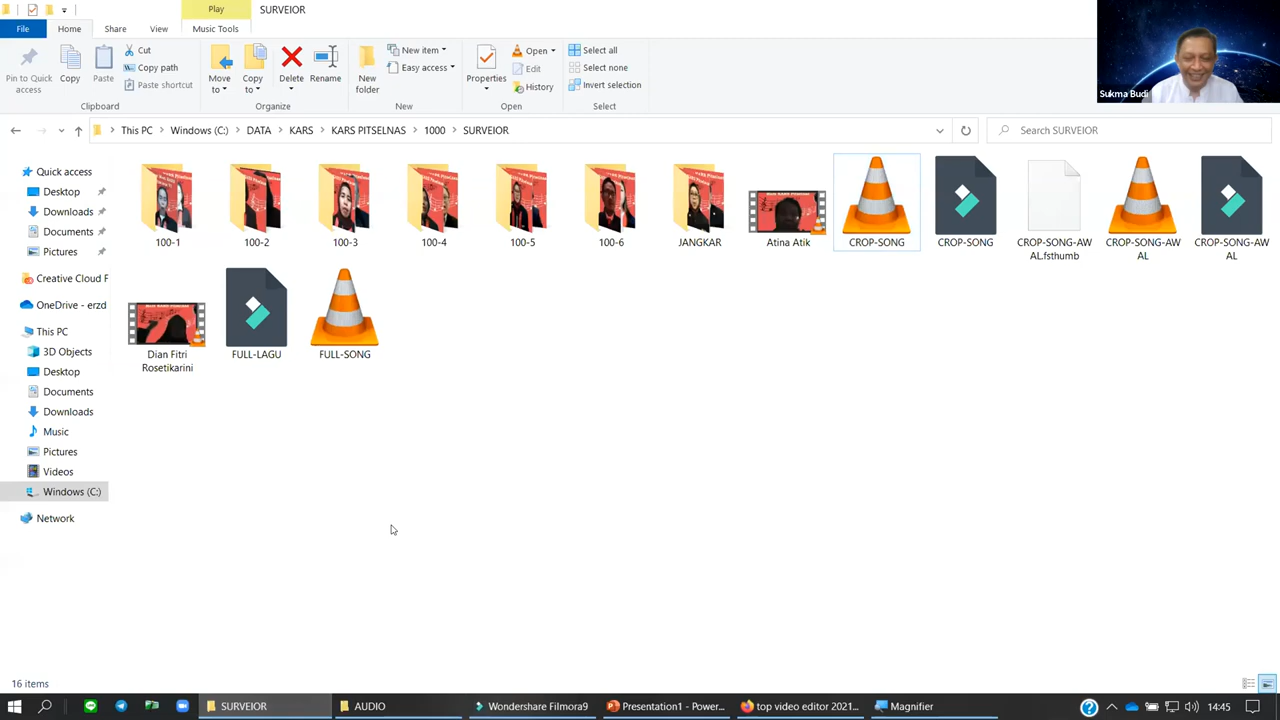 Play
SURVEIOR
File
Home
Share
View
Music Tools
Pin to Quick
access
Copy
Paste
Cut
Copy path
Paste shortcut
Clipboard
Move
to
Copy
to
Delete
Rename
Organize
New
folder
New item
Easy access
New
Properties
Open
Edit
History
Open
Select all
Select none
Invert selection
Select
Sukma Budi
This PC
Windows (C:)
DATA
KARS
KARS PITSELNAS
1000
SURVEIOR
Search SURVEIOR
Quick access
Desktop
Downloads
Documents
Pictures
Creative Cloud F
OneDrive - erzd
This PC
3D Objects
Desktop
Documents
Downloads
Music
Pictures
Videos
Windows (C:)
Network
100-1
100-2
100-3
100-4
100-5
100-6
JANGKAR
Atina Atik
CROP-SONG
CROP-SONG
CROP-SONG-AW
AL.fsthumb
CROP-SONG-AW
AL
CROP-SONG-AW
AL
Dian Fitri
Rosetikarini
FULL-LAGU
FULL-SONG
16 items
SURVEIOR
AUDIO
Wondershare Filmora9
Presentation1 - Power...
top video editor 2021...
Magnifier
14:45